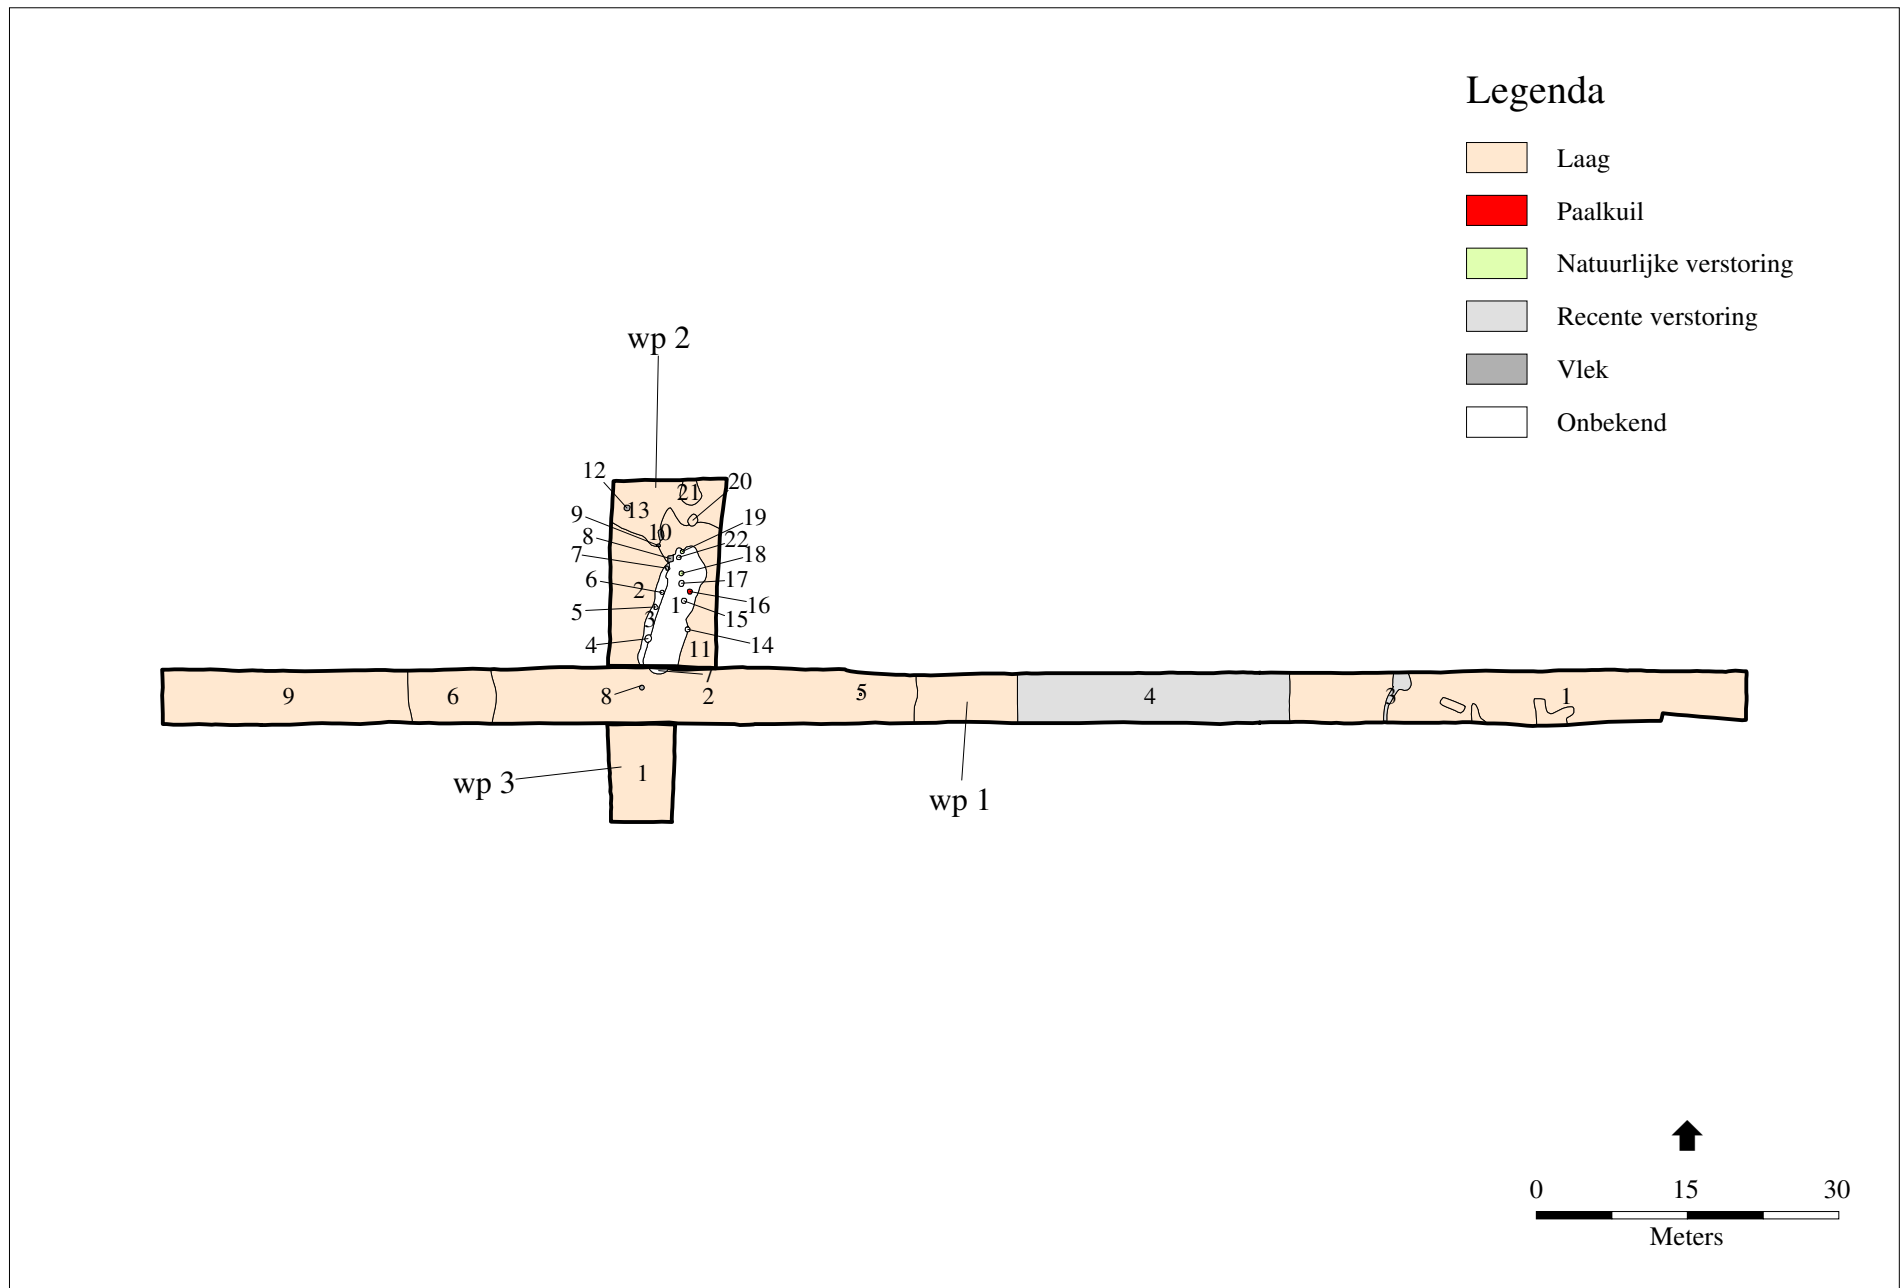 Legenda
Laag
Paalkuil
Natuurlijke verstoring
Recente verstoring
Vlek
Onbekend
wp 2
12
20
21
13
9
19
10
8
22
7
18
6
17
2
16
1
5
15
3
4
14
11
7
9
6
8
2
5
4
3
1
wp 3
1
wp 1
0 15 30
Meters